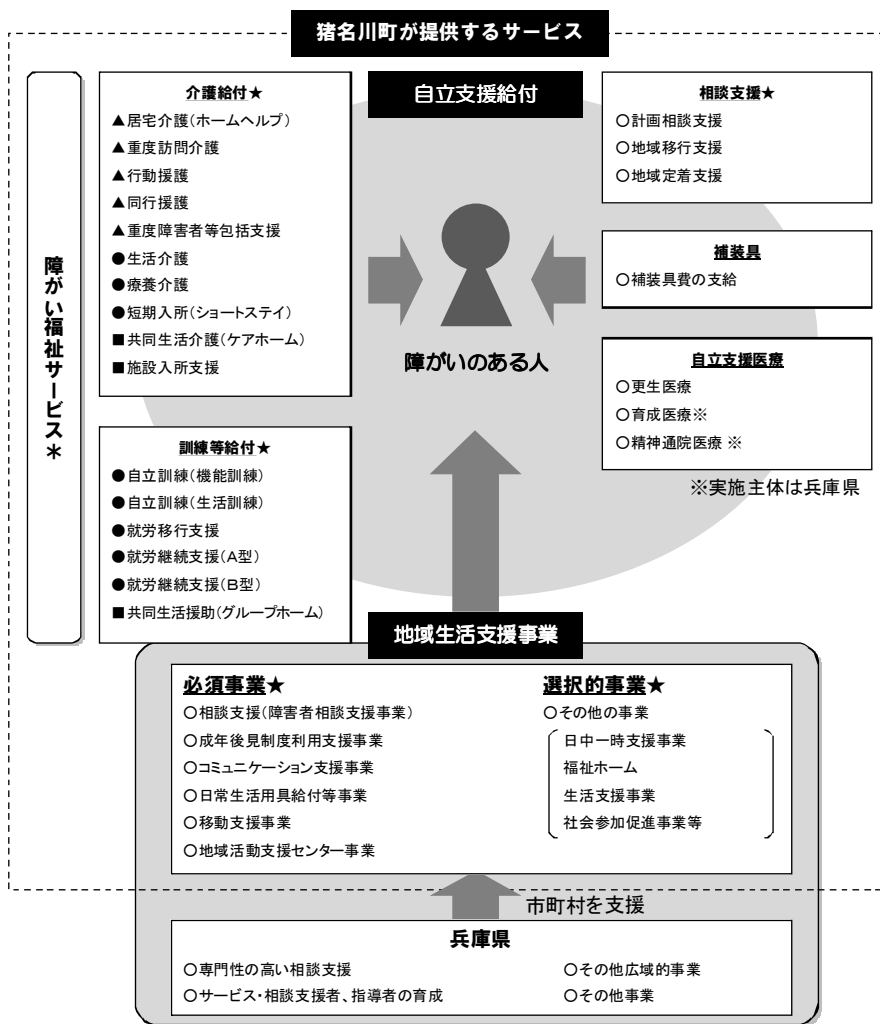 猪名川町が提供するサービス
障がい福祉サービス＊
介護給付★
▲居宅介護(ホームヘルプ)
▲重度訪問介護
▲行動援護
▲同行援護
▲重度障害者等包括支援
●生活介護
●療養介護
●短期入所(ショートステイ)
■共同生活介護(ケアホーム)
■施設入所支援
訓練等給付★
●自立訓練(機能訓練)
●自立訓練(生活訓練)
●就労移行支援
●就労継続支援(A型)
●就労継続支援(B型)
■共同生活援助(グループホーム)
自立支援給付
障がいのある人
相談支援★
○計画相談支援
○地域移行支援
○地域定着支援
補装具
○補装具費の支給
自立支援医療
○更生医療
○育成医療※
○精神通院医療 ※
※実施主体は兵庫県
地域生活支援事業
必須事業★
○相談支援(障害者相談支援事業)
○成年後見制度利用支援事業
○コミュニケーション支援事業
○日常生活用具給付等事業
○移動支援事業
○地域活動支援センター事業
選択的事業★
○その他の事業
日中一時支援事業
福祉ホーム
生活支援事業
社会参加促進事業等
市町村を支援
兵庫県
○専門性の高い相談支援
○サービス・相談支援者、指導者の育成
○その他広域的事業
○その他事業